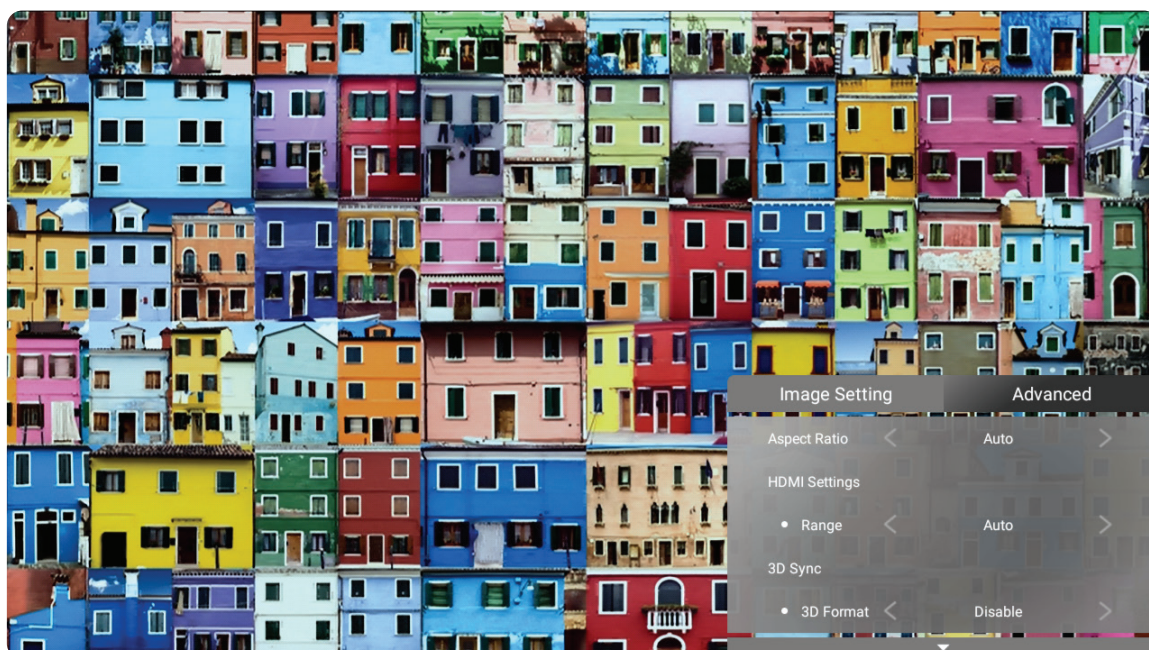 Image Setting Advanced
Aspect Ratio Auto
HDMI Settings
• Range Auto
3D Sync
• 3D Format Disable